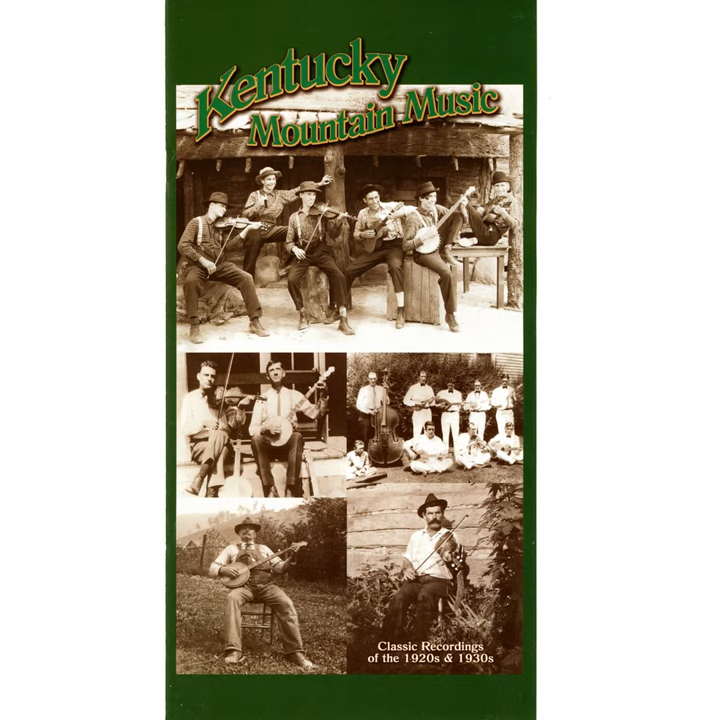 Kentucky
Mountain Music
Classic Recordings
of the 1920s & 1930s